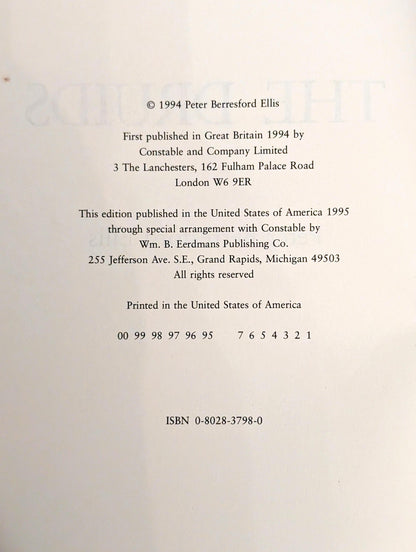 © 1994 Peter Berresford Ellis
First published in Great Britain 1994 by
Constable and Company Limited
3 The Lanchesters, 162 Fulham Palace Road
London W6 9ER
This edition published in the United States of America 1995
through special arrangement with Constable by
Wm. B. Eerdmans Publishing Co.
255 Jefferson Ave. S.E., Grand Rapids, Michigan 49503
All rights reserved
Printed in the United States of America
00 99 98 97 96 95 7 6 5 4 3 2 1
ISBN 0-8028-3798-0
THE DRUIDS